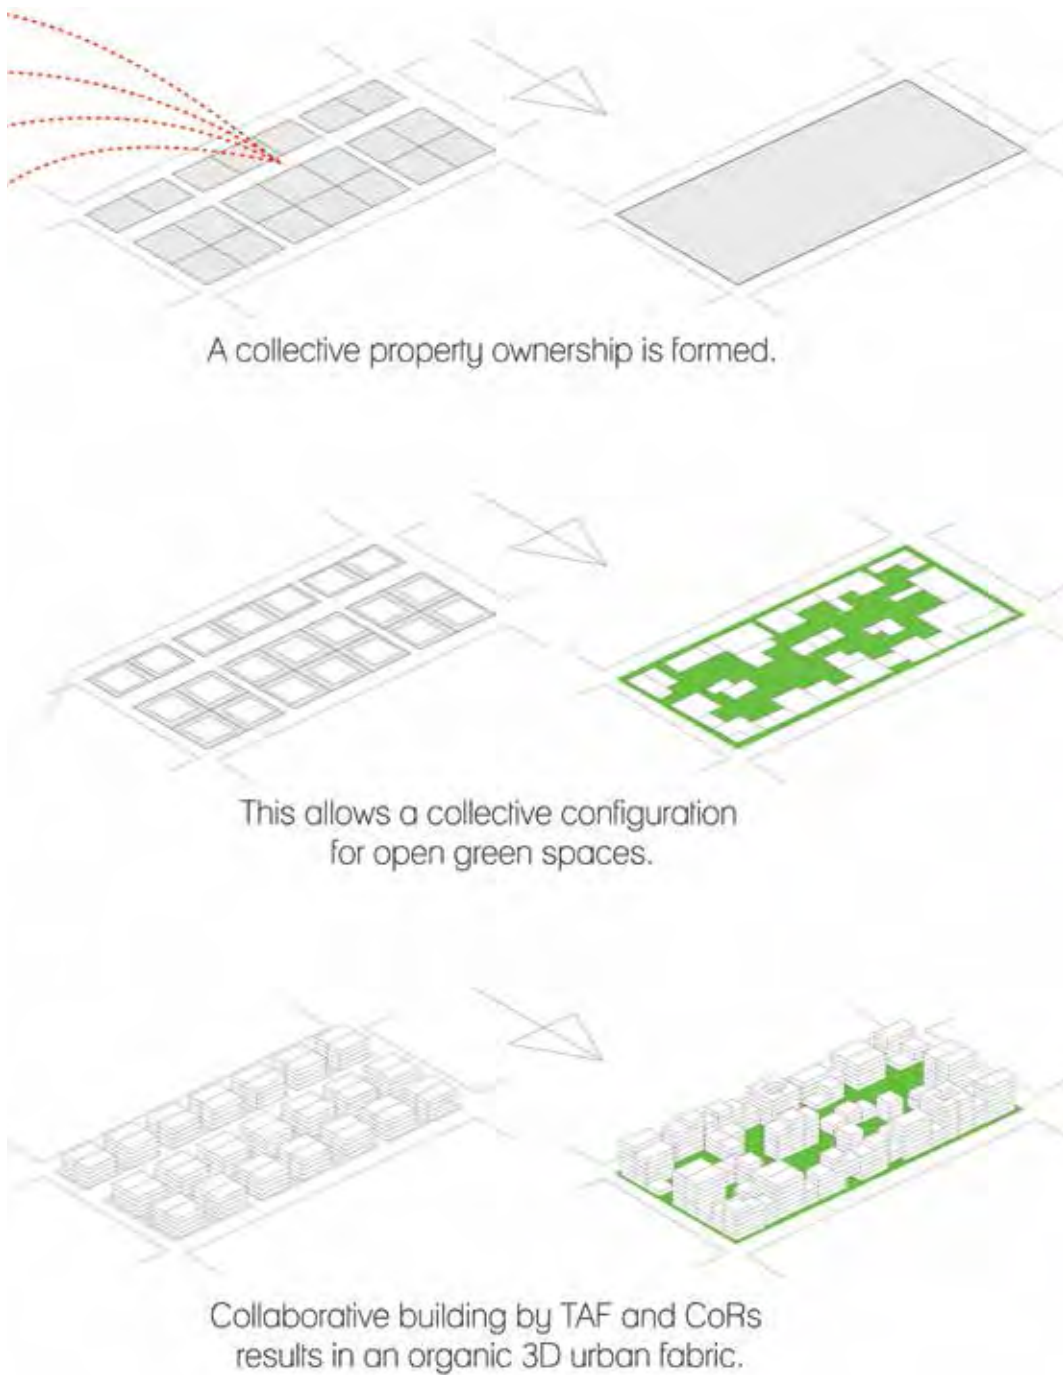 A collective property ownership is formed.
This allows a collective configuration
for open green spaces.
Collaborative building by TAF and CoRs
results in an organic 3D urban fabric.